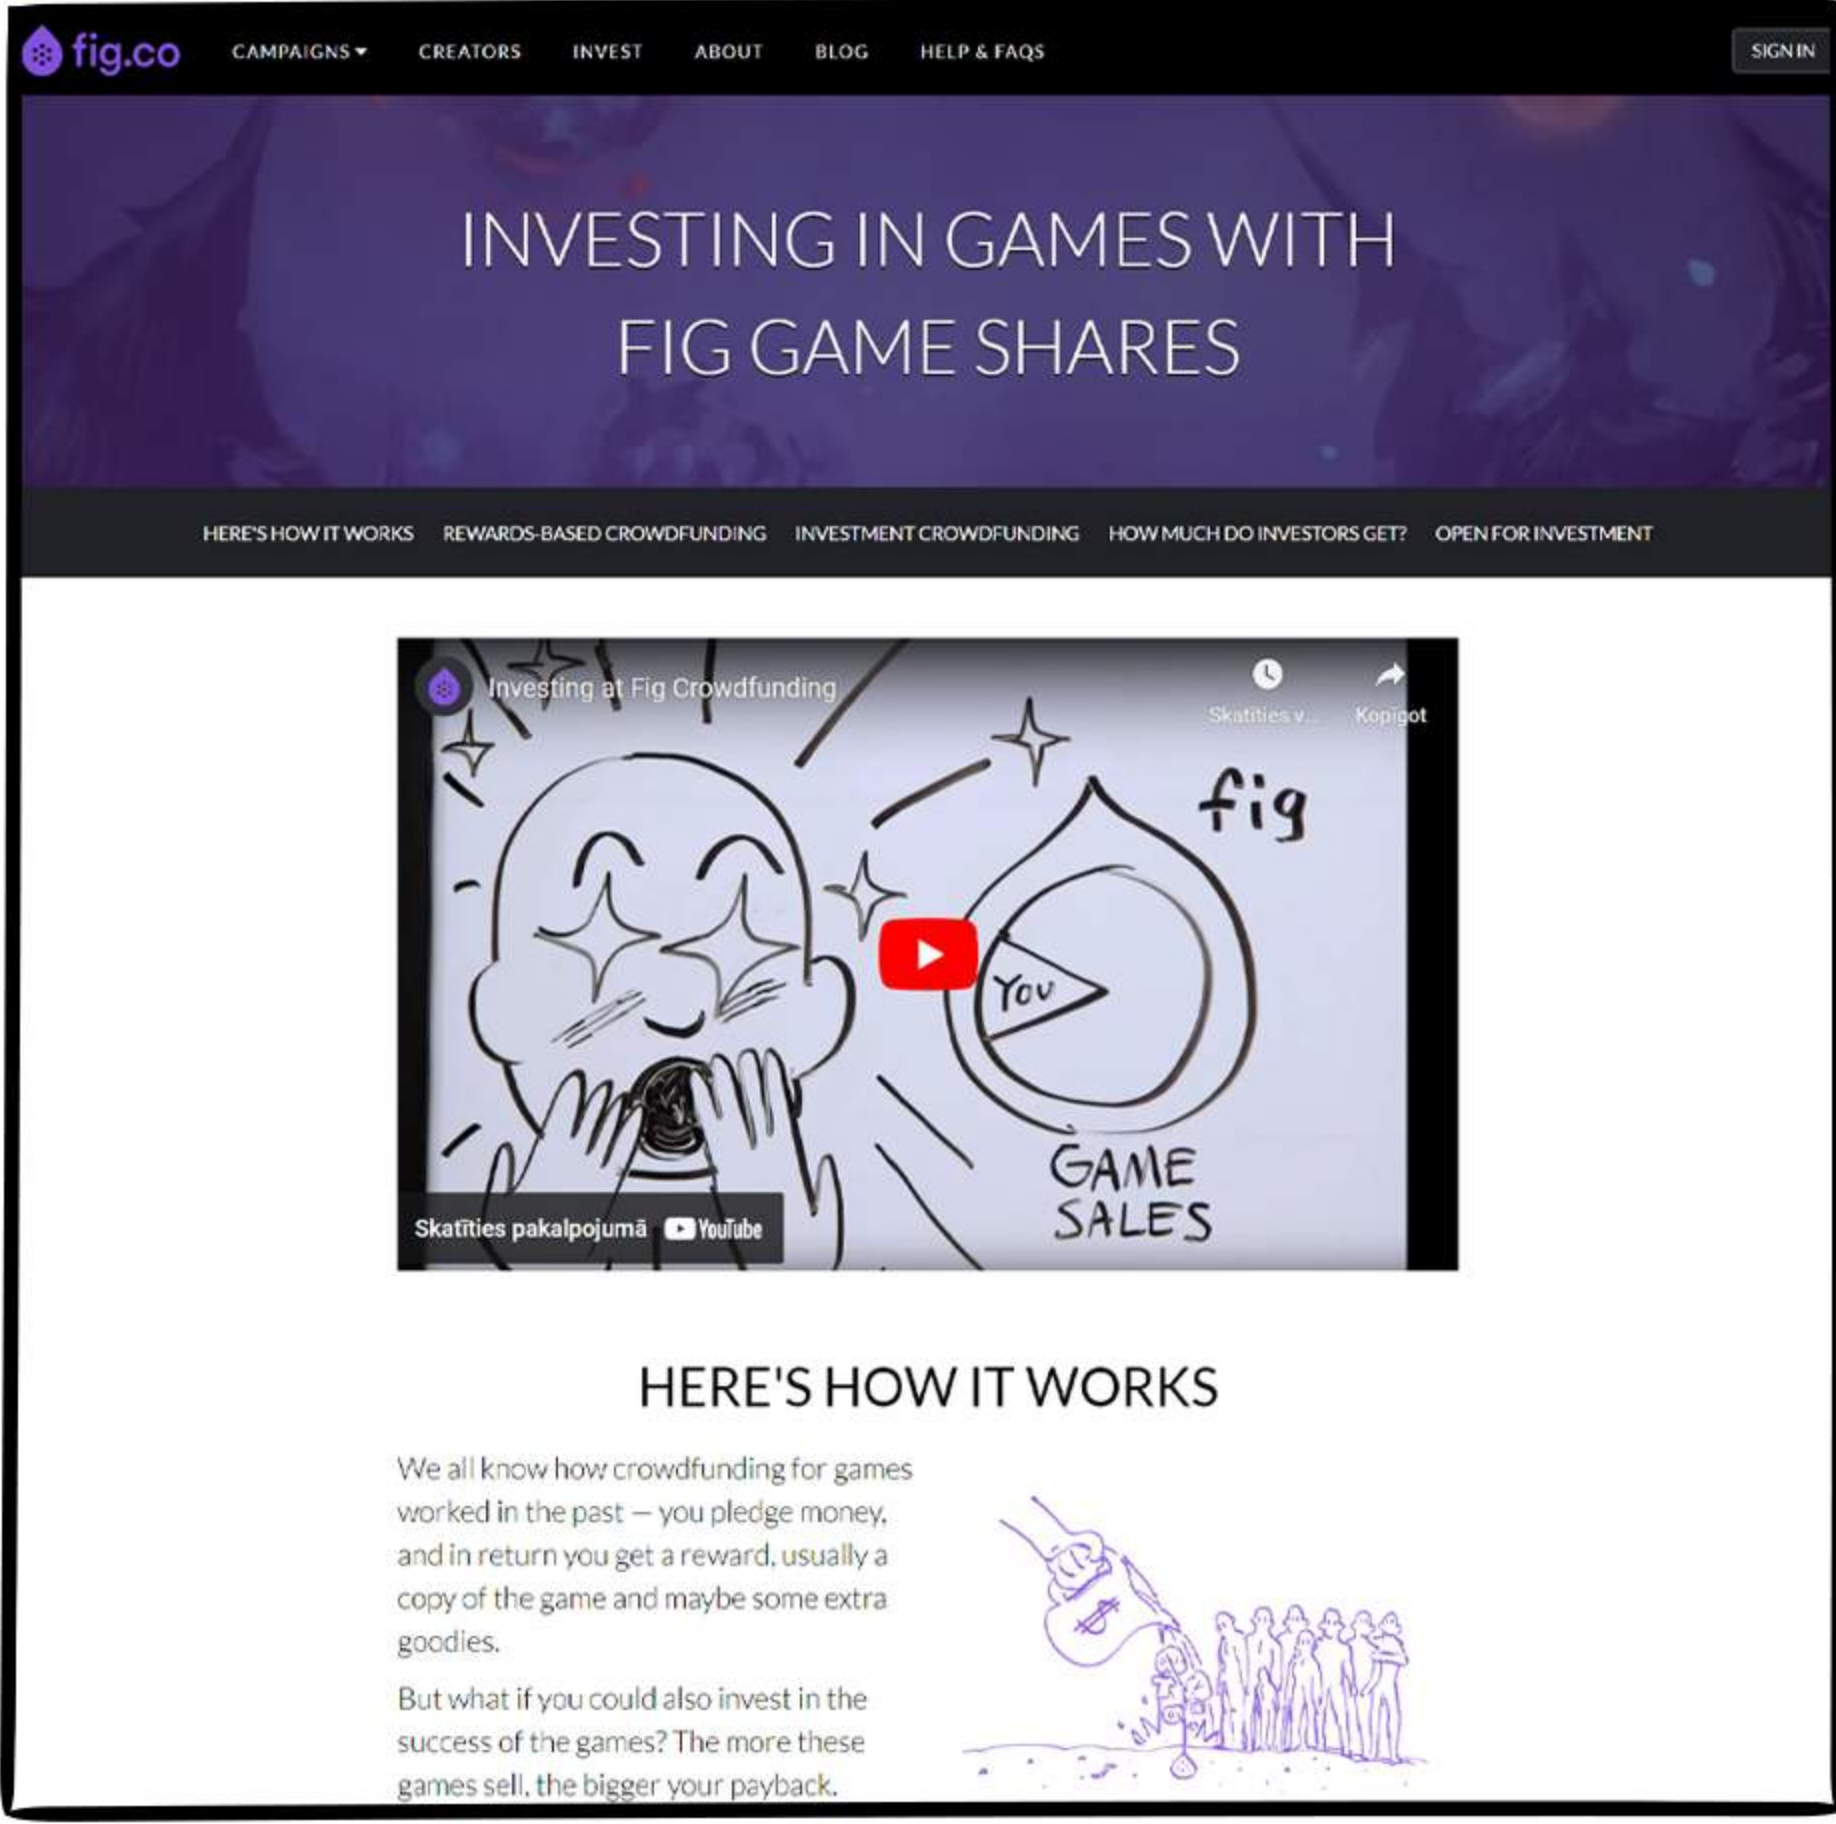 fig.co CAMPAIGNS CREATORS INVEST ABOUT BLOG HELP & FAQS SIGN IN
INVESTING IN GAMES WITH
FIG GAME SHARES
HERE'S HOW IT WORKS REWARDS-BASED CROWDFUNDING INVESTMENT CROWDFUNDING HOW MUCH DO INVESTORS GET? OPEN FOR INVESTMENT
Investing at Fig Crowdfunding
Skatīties v... Kopīgot
fig
You
GAME
SALES
Skatīties pakalpojumā YouTube
HERE'S HOW IT WORKS
We all know how crowdfunding for games
worked in the past — you pledge money,
and in return you get a reward, usually a
copy of the game and maybe some extra
goodies.
$
But what if you could also invest in the
success of the games? The more these
games sell, the bigger your payback.